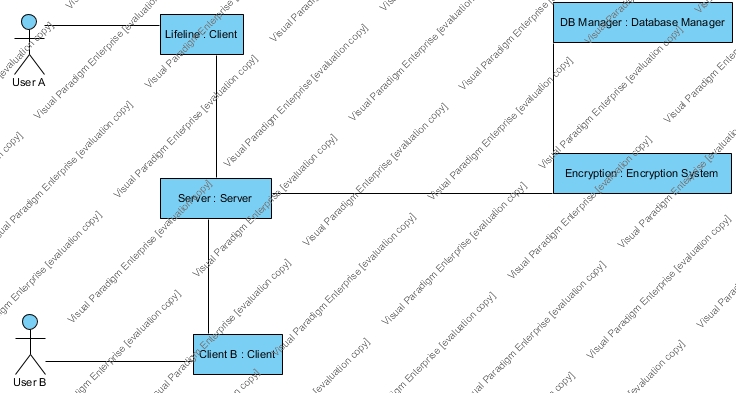 DB Manager : Database Manager
Lifeline : Client
User A
Encryption : Encryption System
Server : Server
Client B : Client
User B
Visual Paradigm Enterprise [evaluation copy]